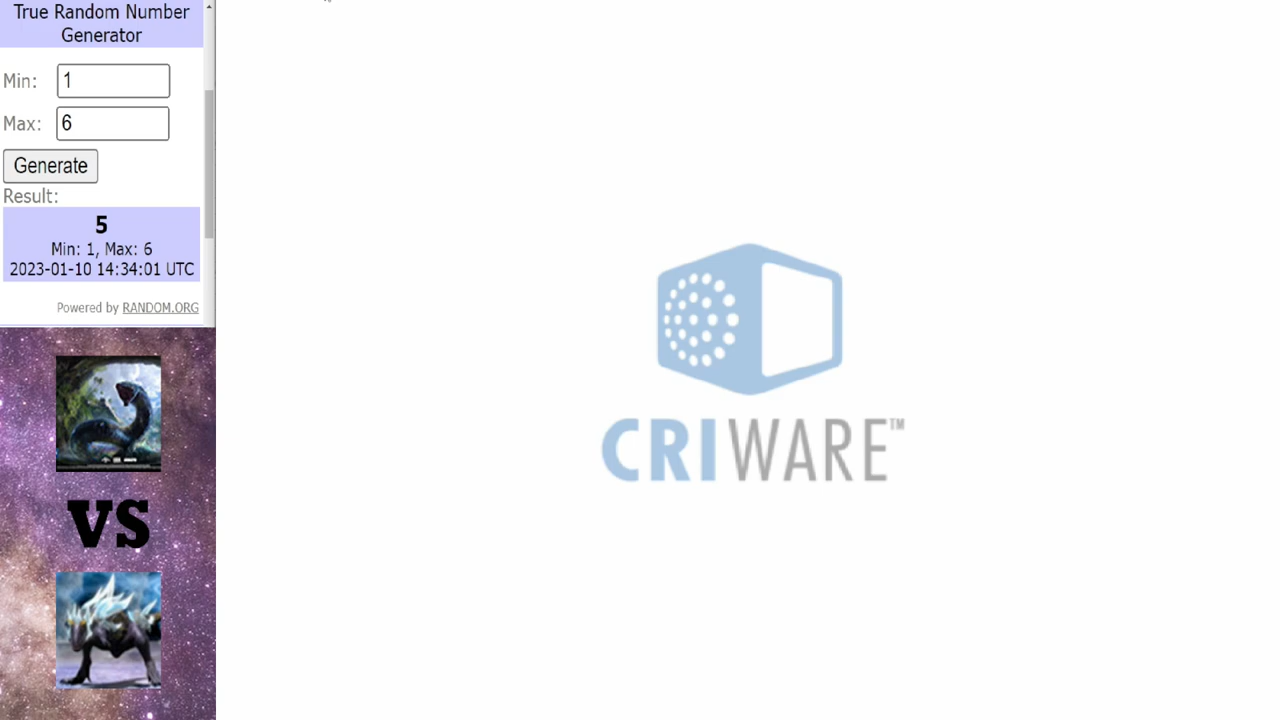 True Random Number
Generator
Min: 1
Max: 6
Generate
Result:
5
Min: 1, Max: 6
2023-01-10 14:34:01 UTC
Powered by RANDOM.ORG
VS
CRIWARE™